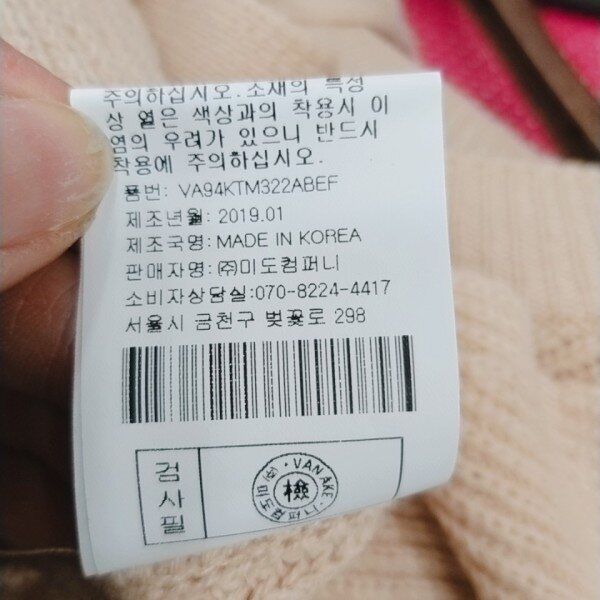 주의하십시오. 소재의 특성
상 옅은 색상과의 착용시 이
염의 우려가 있으니 반드시
착용에 주의하십시오.
품번: VA94KTM322ABEF
제조년월: 2019.01
제조국명: MADE IN KOREA
판매자명: ㈜미도컴퍼니
소비자상담실:070-8224-4417
서울시 금천구 벚꽃로 298
검사필
VAN AKE
檢